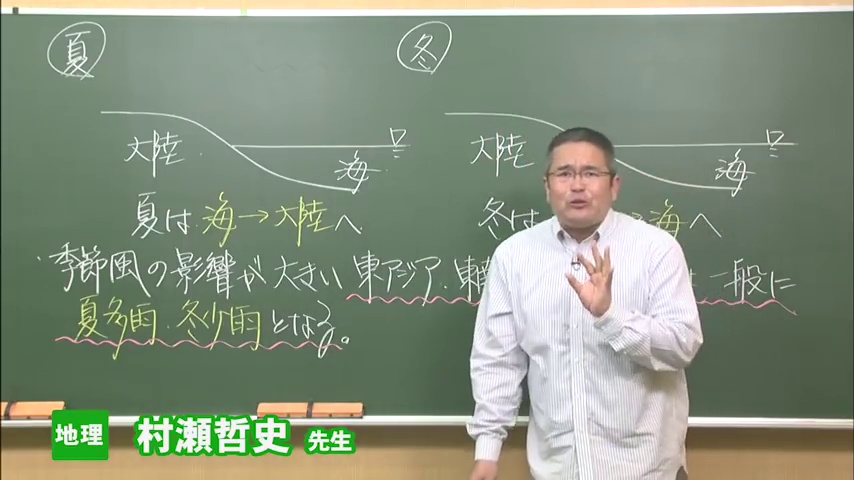 夏
冬
大陸
海
大陸
海
夏は 海→大陸へ
冬は 海へ
季節風の影響が大きい 東アジア・東 は一般に
夏多雨・冬少雨となる。
地理 村瀬哲史 先生